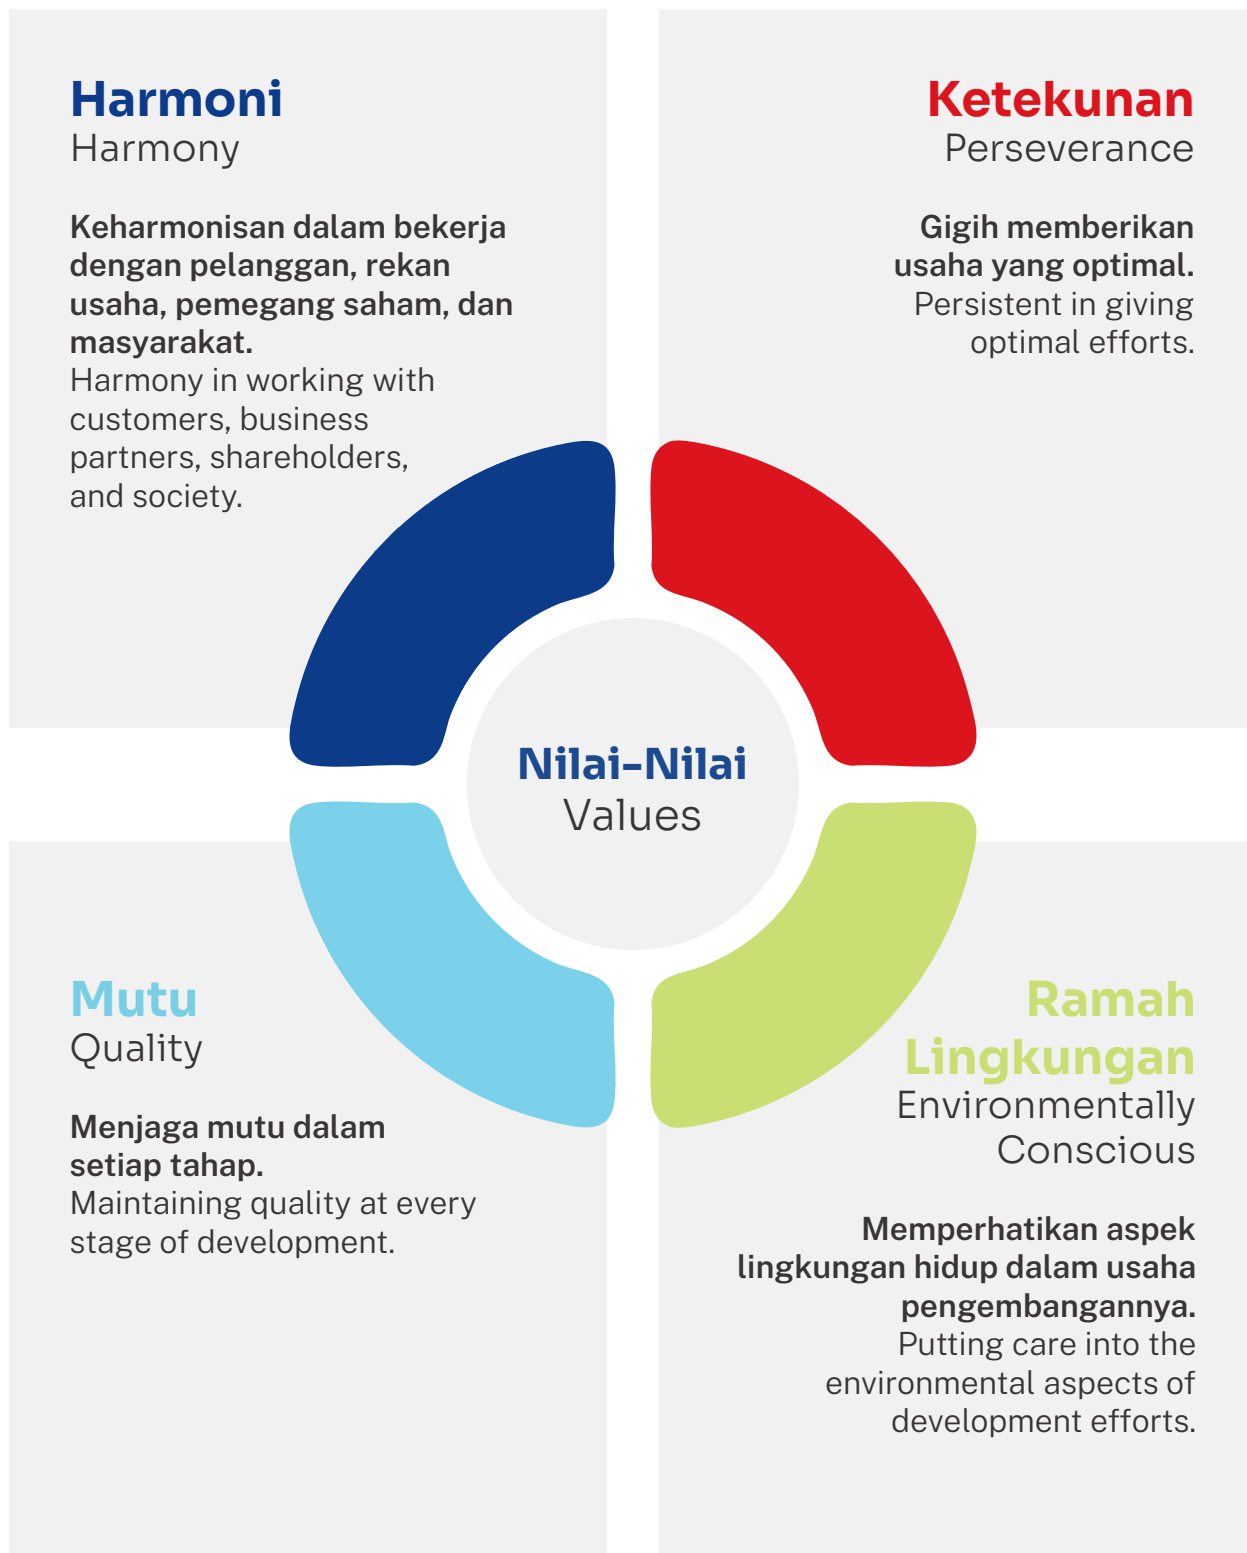 Harmoni
Harmony
Keharmonisan dalam bekerja
dengan pelanggan, rekan
usaha, pemegang saham, dan
masyarakat.
Harmony in working with
customers, business
partners, shareholders,
and society.
Ketekunan
Perseverance
Gigih memberikan
usaha yang optimal.
Persistent in giving
optimal efforts.
Nilai-Nilai
Values
Mutu
Quality
Menjaga mutu dalam
setiap tahap.
Maintaining quality at every
stage of development.
Ramah
Lingkungan
Environmentally
Conscious
Memperhatikan aspek
lingkungan hidup dalam usaha
pengembangannya.
Putting care into the
environmental aspects of
development efforts.